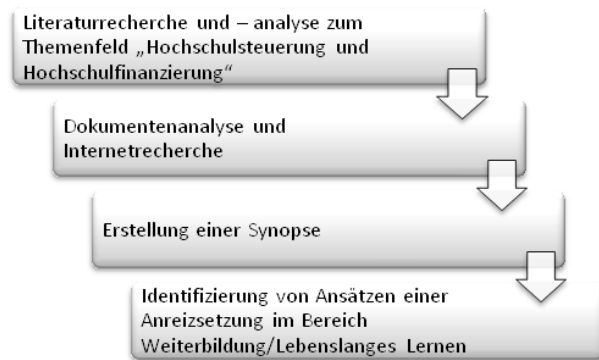 Literaturrecherche und – analyse zum
Themenfeld „Hochschulsteuerung und
Hochschulfinanzierung“
Dokumentenanalyse und
Internetrecherche
Erstellung einer Synopse
Identifizierung von Ansätzen einer
Anreizsetzung im Bereich
Weiterbildung/Lebenslanges Lernen